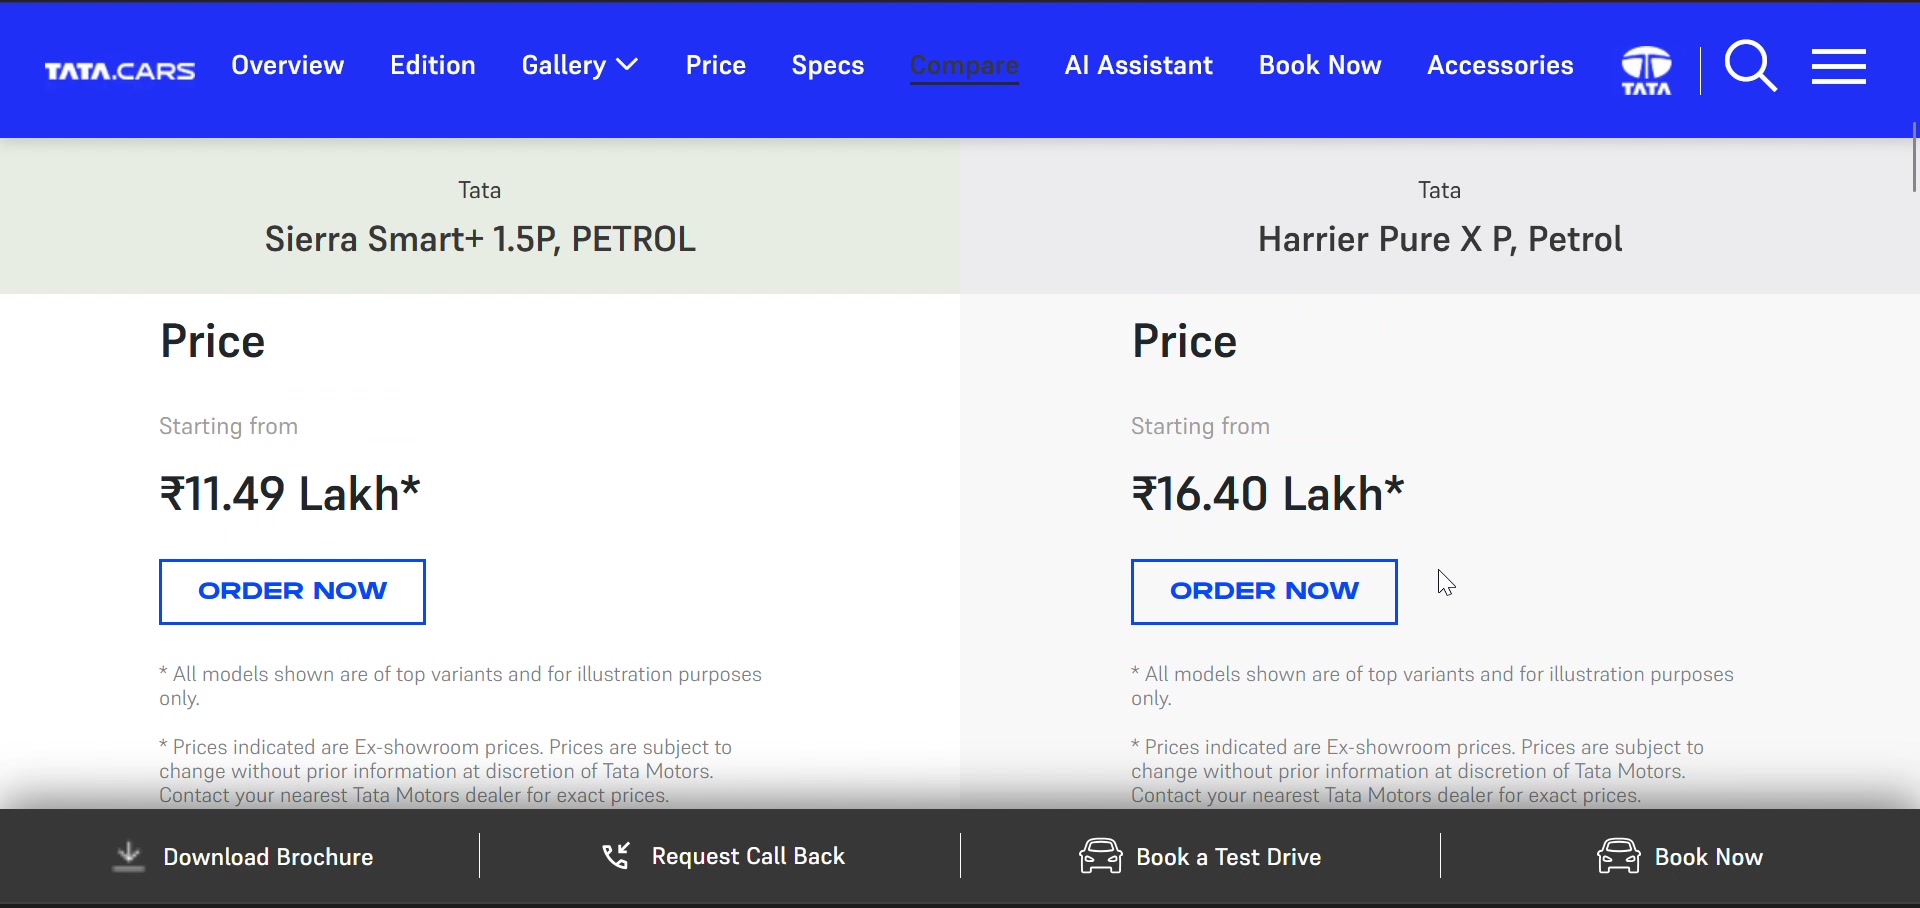 TATA.CARS Overview Edition Gallery Price Specs Compare AI Assistant Book Now Accessories TATA
Tata
Sierra Smart+ 1.5P, PETROL
Price
Starting from
₹11.49 Lakh*
ORDER NOW
* All models shown are of top variants and for illustration purposes
only.
* Prices indicated are Ex-showroom prices. Prices are subject to
change without prior information at discretion of Tata Motors.
Contact your nearest Tata Motors dealer for exact prices.
Tata
Harrier Pure X P, Petrol
Price
Starting from
₹16.40 Lakh*
ORDER NOW
* All models shown are of top variants and for illustration purposes
only.
* Prices indicated are Ex-showroom prices. Prices are subject to
change without prior information at discretion of Tata Motors.
Contact your nearest Tata Motors dealer for exact prices.
Download Brochure Request Call Back Book a Test Drive Book Now